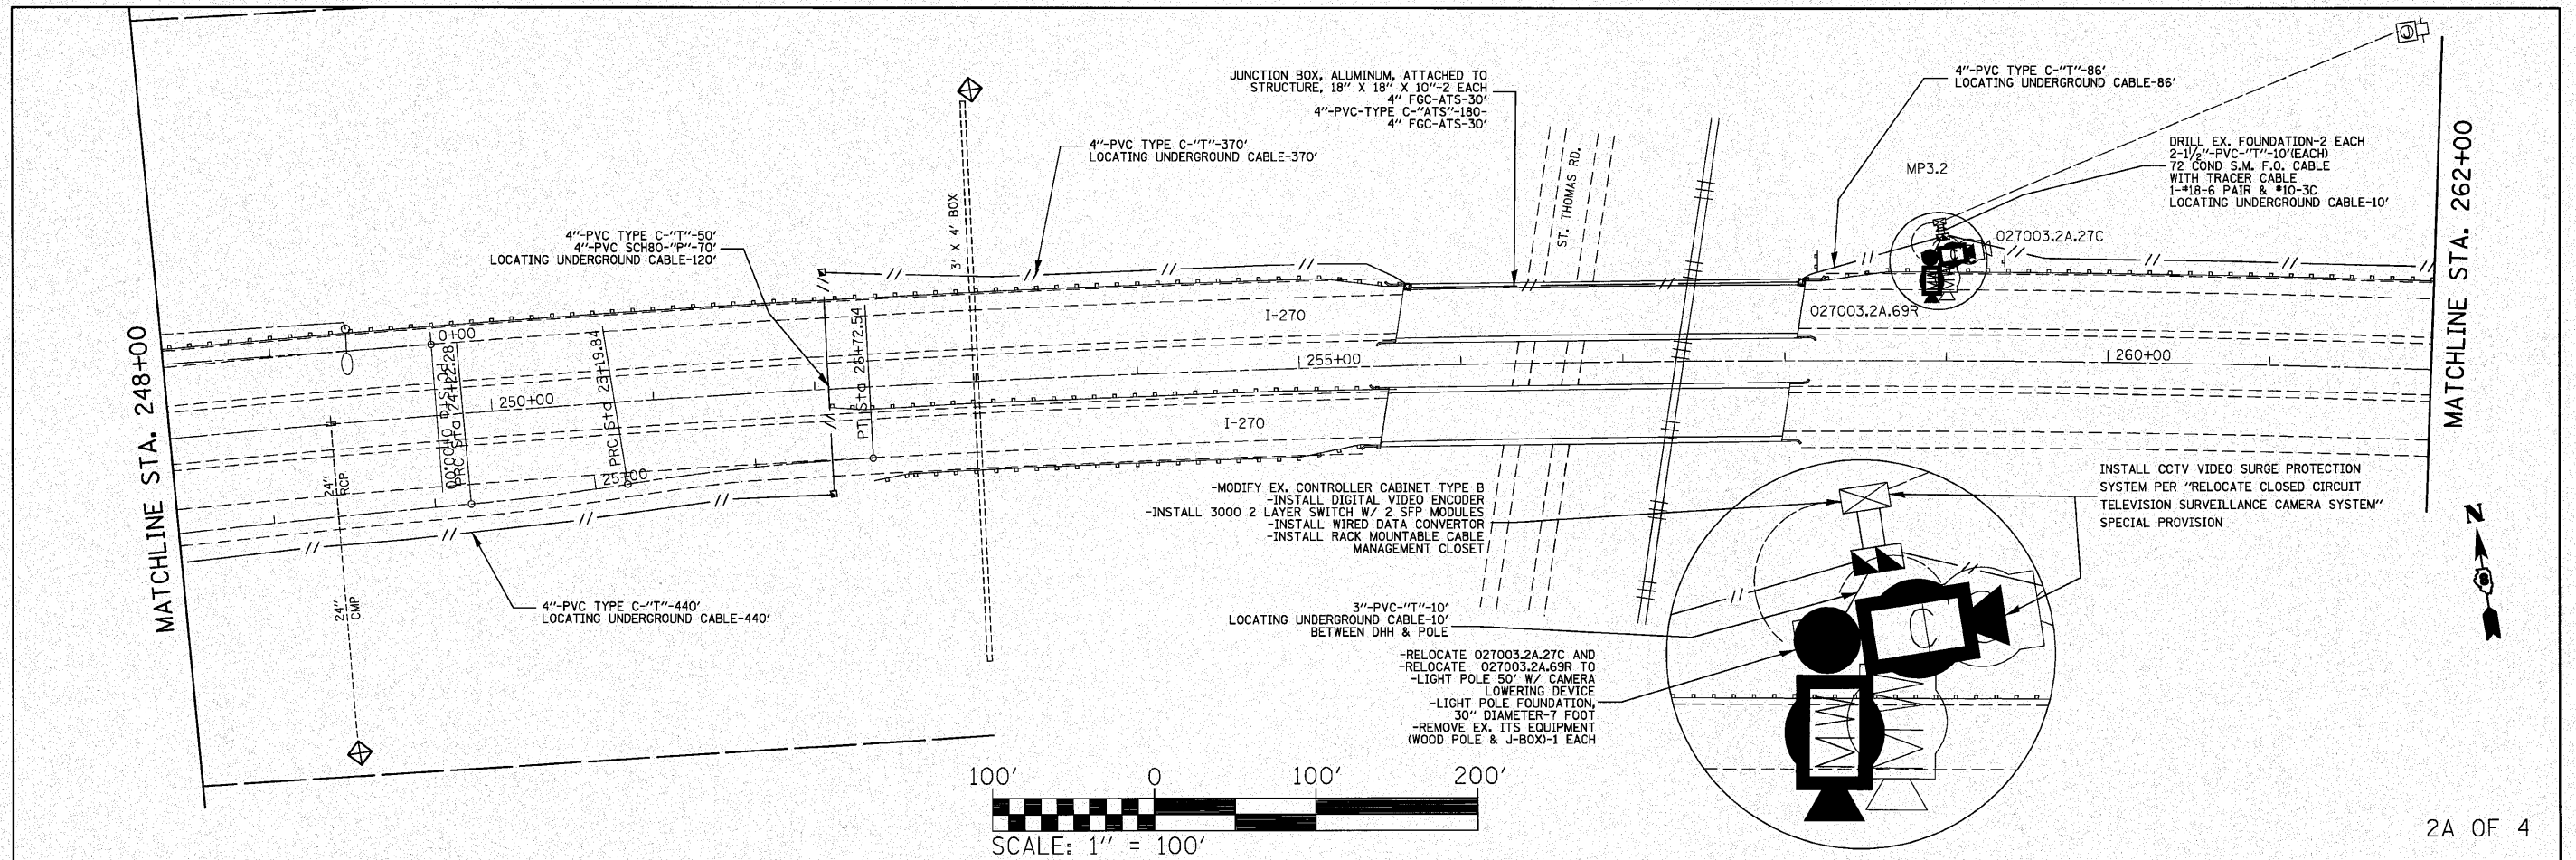 MATCHLINE STA. 248+00
JUNCTION BOX, ALUMINUM, ATTACHED TO
STRUCTURE, 18" X 18" X 10"-2 EACH
4" FGC-ATS-30'
4"-PVC-TYPE C-"ATS"-180-
4" FGC-ATS-30'
4"-PVC TYPE C-"T"-86'
LOCATING UNDERGROUND CABLE-86'
4"-PVC TYPE C-"T"-370'
LOCATING UNDERGROUND CABLE-370'
DRILL EX. FOUNDATION-2 EACH
2-1/2"-PVC-"T"-10'(EACH)
72 COND S.M. F.O. CABLE
WITH TRACER CABLE
1-#18-6 PAIR & #10-3C
LOCATING UNDERGROUND CABLE-10'
MP3.2
ST. THOMAS RD.
3' X 4' BOX
4"-PVC TYPE C-"T"-50'
4"-PVC SCH80-"P"-70'
LOCATING UNDERGROUND CABLE-120'
027003.2A.27C
027003.2A.69R
MATCHLINE STA. 262+00
I-270
0+00
PRC Sta 24+22.28
PRC Sta 25+19.84
PT Sta 26+72.54
250+00
255+00
260+00
I-270
25+00
24"
RCP
24"
CMP
4"-PVC TYPE C-"T"-440'
LOCATING UNDERGROUND CABLE-440'
-MODIFY EX. CONTROLLER CABINET TYPE B
-INSTALL DIGITAL VIDEO ENCODER
-INSTALL 3000 2 LAYER SWITCH W/ 2 SFP MODULES
-INSTALL WIRED DATA CONVERTOR
-INSTALL RACK MOUNTABLE CABLE
MANAGEMENT CLOSET
INSTALL CCTV VIDEO SURGE PROTECTION
SYSTEM PER "RELOCATE CLOSED CIRCUIT
TELEVISION SURVEILLANCE CAMERA SYSTEM"
SPECIAL PROVISION
N
3"-PVC-"T"-10'
LOCATING UNDERGROUND CABLE-10'
BETWEEN DHH & POLE
-RELOCATE 027003.2A.27C AND
-RELOCATE 027003.2A.69R TO
-LIGHT POLE 50' W/ CAMERA
LOWERING DEVICE
-LIGHT POLE FOUNDATION,
30" DIAMETER-7 FOOT
-REMOVE EX. ITS EQUIPMENT
(WOOD POLE & J-BOX)-1 EACH
C
100' 0 100' 200'
SCALE: 1" = 100'
2A OF 4